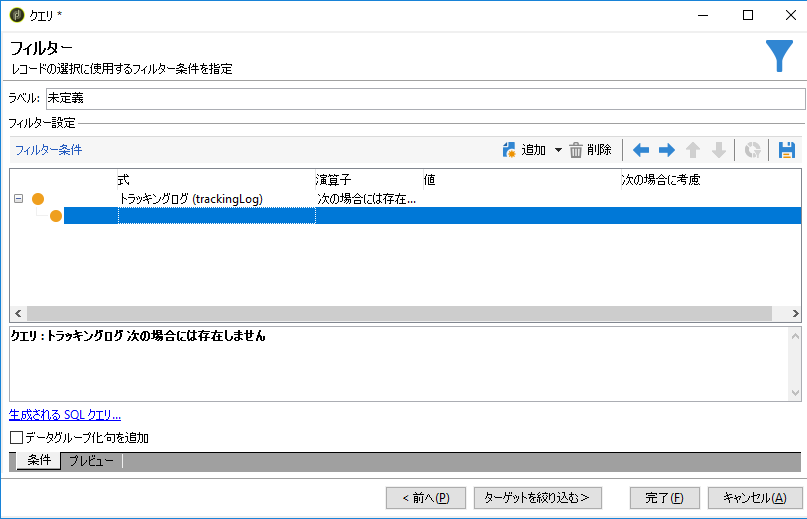 クエリ *
フィルター
レコードの選択に使用するフィルター条件を指定
ラベル: 未定義
フィルター設定
フィルター条件 追加 削除
式 演算子 値 次の場合に考慮
トラッキングログ (trackingLog) 次の場合には存在...
クエリ : トラッキングログ 次の場合には存在しません
生成される SQL クエリ...
データグループ化句を追加
条件 プレビュー
< 前へ(P) ターゲットを絞り込む> 完了(F) キャンセル(A)